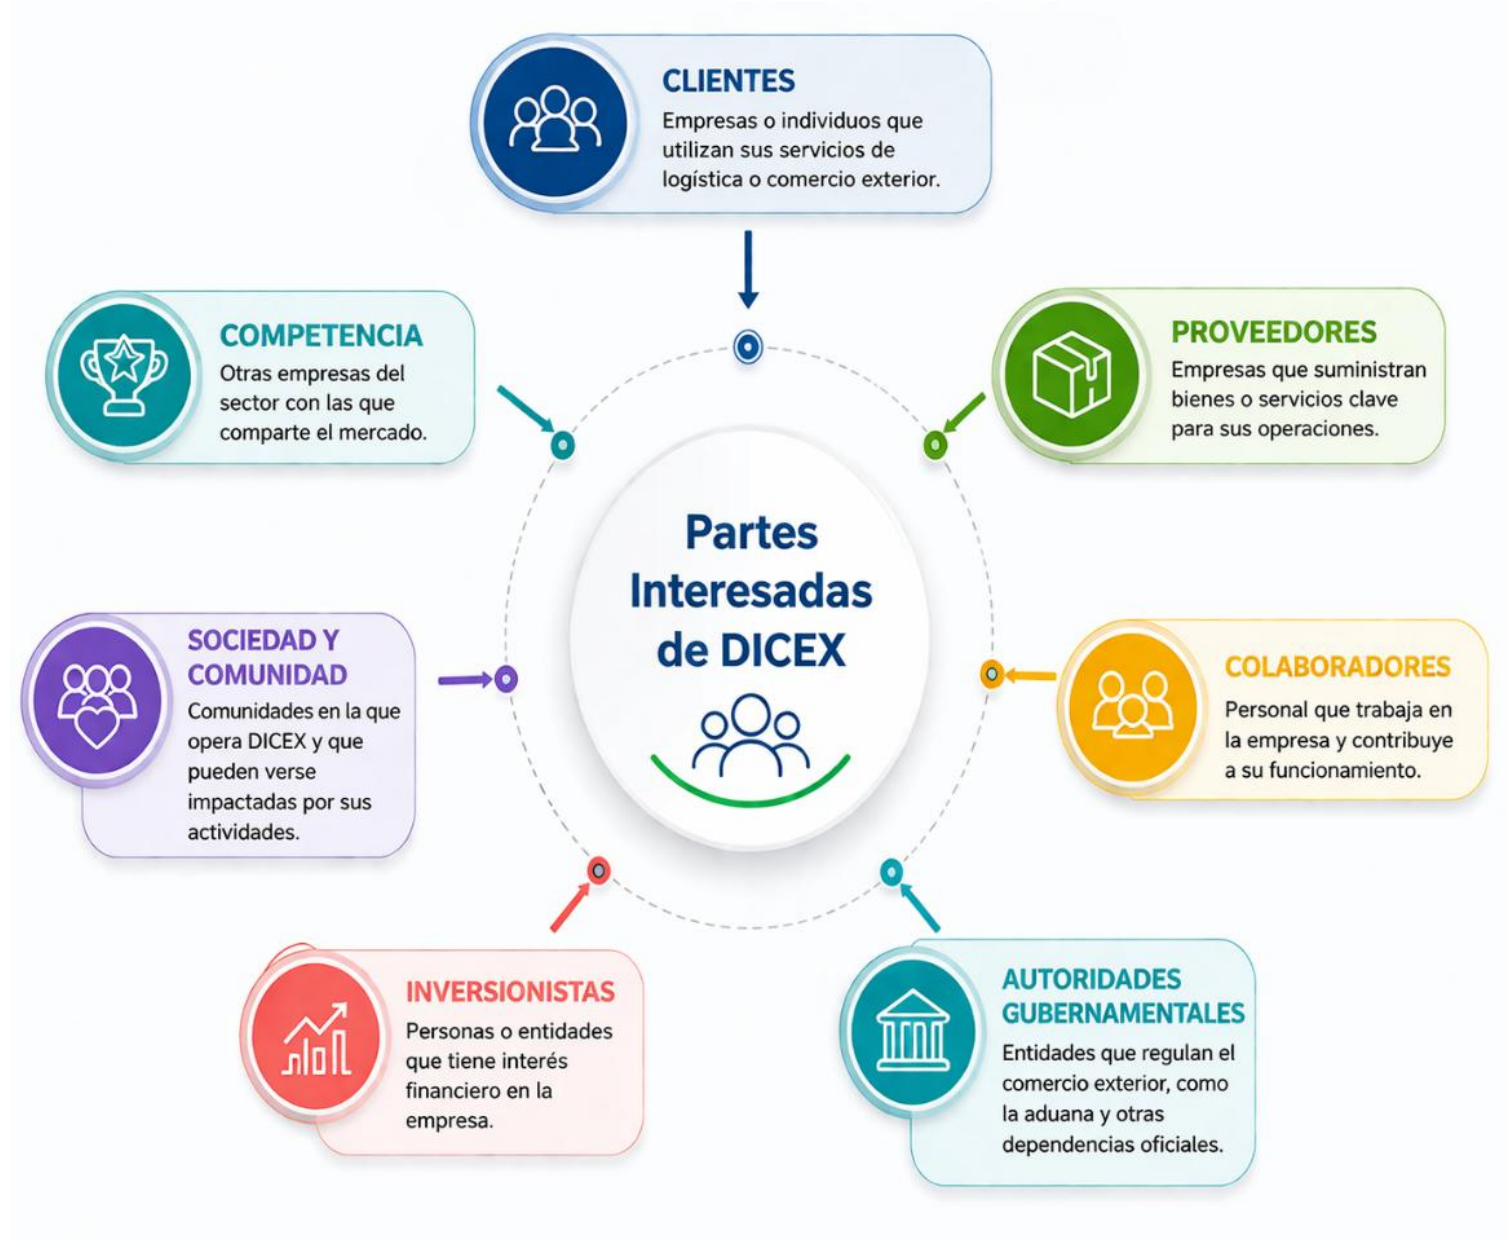 CLIENTES
Empresas o individuos que
utilizan sus servicios de
logística o comercio exterior.
COMPETENCIA
Otras empresas del
sector con las que
comparte el mercado.
PROVEEDORES
Empresas que suministran
bienes o servicios clave
para sus operaciones.
Partes
Interesadas
de DICEX
SOCIEDAD Y
COMUNIDAD
Comunidades en la que
opera DICEX y que
pueden verse
impactadas por sus
actividades.
COLABORADORES
Personal que trabaja en
la empresa y contribuye
a su funcionamiento.
INVERSIONISTAS
Personas o entidades
que tiene interés
financiero en la
empresa.
AUTORIDADES
GUBERNAMENTALES
Entidades que regulan el
comercio exterior, como
la aduana y otras
dependencias oficiales.